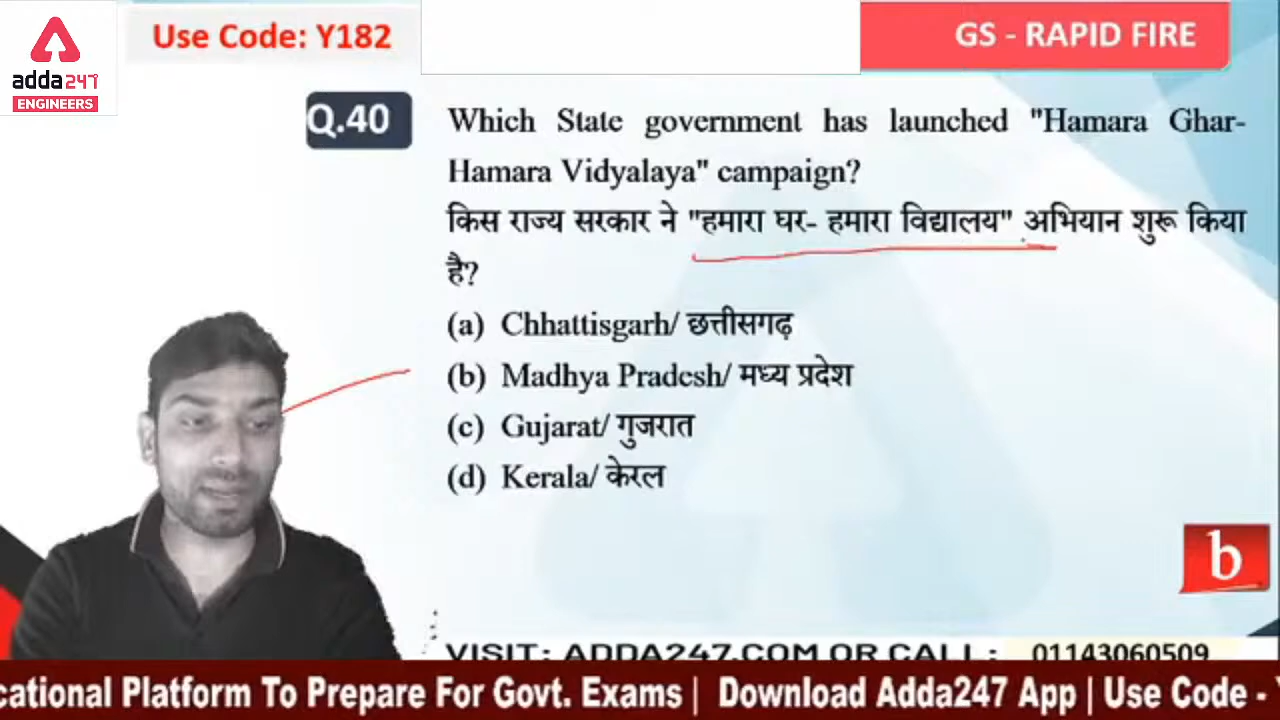 adda247
ENGINEERS
Use Code: Y182
GS - RAPID FIRE
Q.40
Which State government has launched "Hamara Ghar-
Hamara Vidyalaya" campaign?
किस राज्य सरकार ने "हमारा घर- हमारा विद्यालय" अभियान शुरू किया
है?
(a) Chhattisgarh/ छत्तीसगढ़
(b) Madhya Pradesh/ मध्य प्रदेश
(c) Gujarat/ गुजरात
(d) Kerala/ केरल
b
VISIT: ADDA247.COM OR CALL: 01143060509
cational Platform To Prepare For Govt. Exams | Download Adda247 App | Use Code - Y